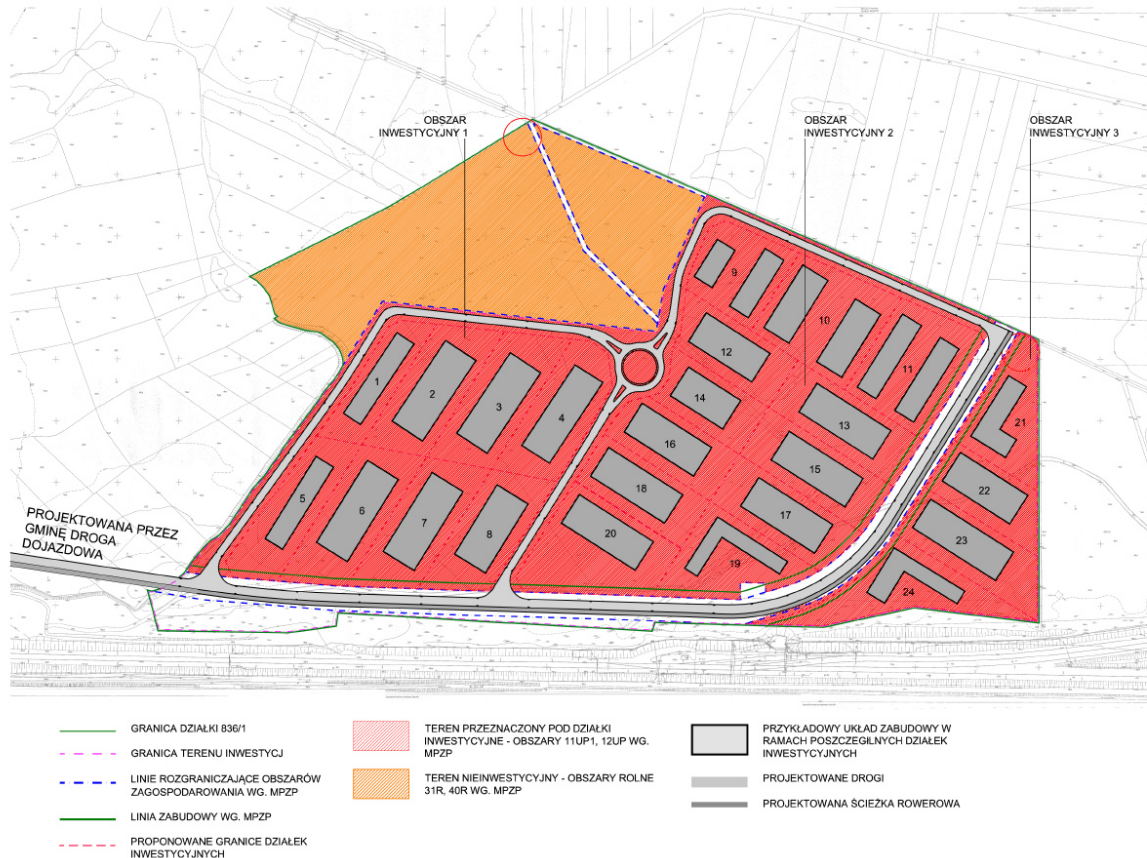 OBSZAR
INWESTYCYJNY 1
OBSZAR
INWESTYCYJNY 2
OBSZAR
INWESTYCYJNY 3
9
10
11
12
13
14
15
16
17
18
19
20
1
2
3
4
5
6
7
8
21
22
23
24
PROJEKTOWANA PRZEZ
GMINĘ DROGA
DOJAZDOWA
GRANICA DZIAŁKI 836/1
GRANICA TERENU INWESTYCJ
LINIE ROZGRANICZAJĄCE OBSZARÓW
ZAGOSPODAROWANIA WG. MPZP
LINIA ZABUDOWY WG. MPZP
PROPONOWANE GRANICE DZIAŁEK
INWESTYCYJNYCH
TEREN PRZEZNACZONY POD DZIAŁKI
INWESTYCYJNE - OBSZARY 11UP1, 12UP WG.
MPZP
TEREN NIEINWESTYCYJNY - OBSZARY ROLNE
31R, 40R WG. MPZP
PRZYKŁADOWY UKŁAD ZABUDOWY W
RAMACH POSZCZEGILNYCH DZIAŁEK
INWESTYCYJNYCH
PROJEKTOWANE DROGI
PROJEKTOWANA ŚCIEŻKA ROWEROWA